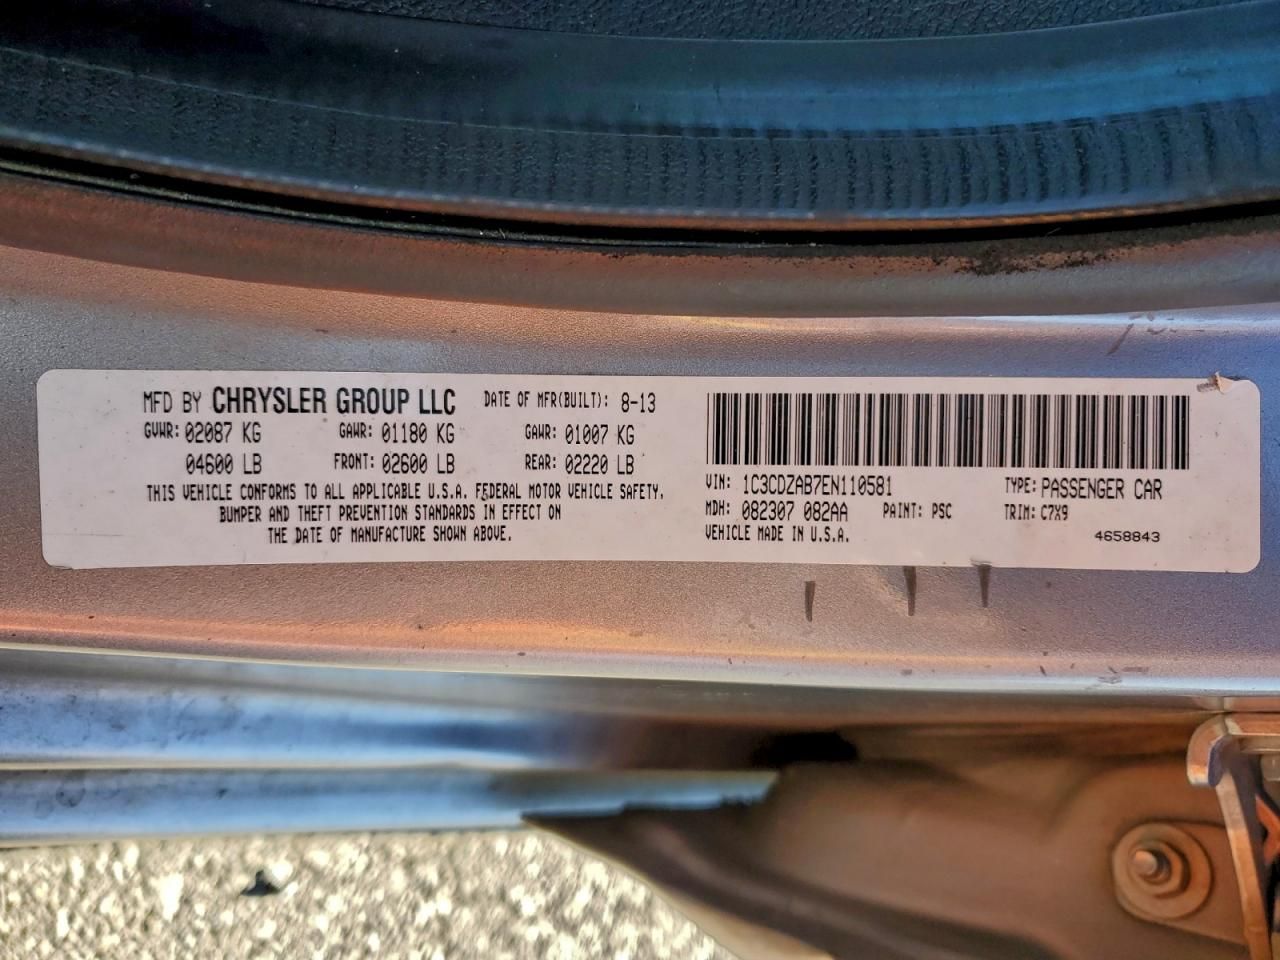 MFD BY CHRYSLER GROUP LLC DATE OF MFR(BUILT): 8-13
GVWR: 02087 KG GAWR: 01180 KG GAWR: 01007 KG
04600 LB FRONT: 02600 LB REAR: 02220 LB
THIS VEHICLE CONFORMS TO ALL APPLICABLE U.S.A. FEDERAL MOTOR VEHICLE SAFETY,
BUMPER AND THEFT PREVENTION STANDARDS IN EFFECT ON
THE DATE OF MANUFACTURE SHOWN ABOVE.
VIN: 1C3CDZAB7EN110581 TYPE: PASSENGER CAR
MDH: 082307 082AA PAINT: PSC TRIM: C7X9
VEHICLE MADE IN U.S.A. 4658843